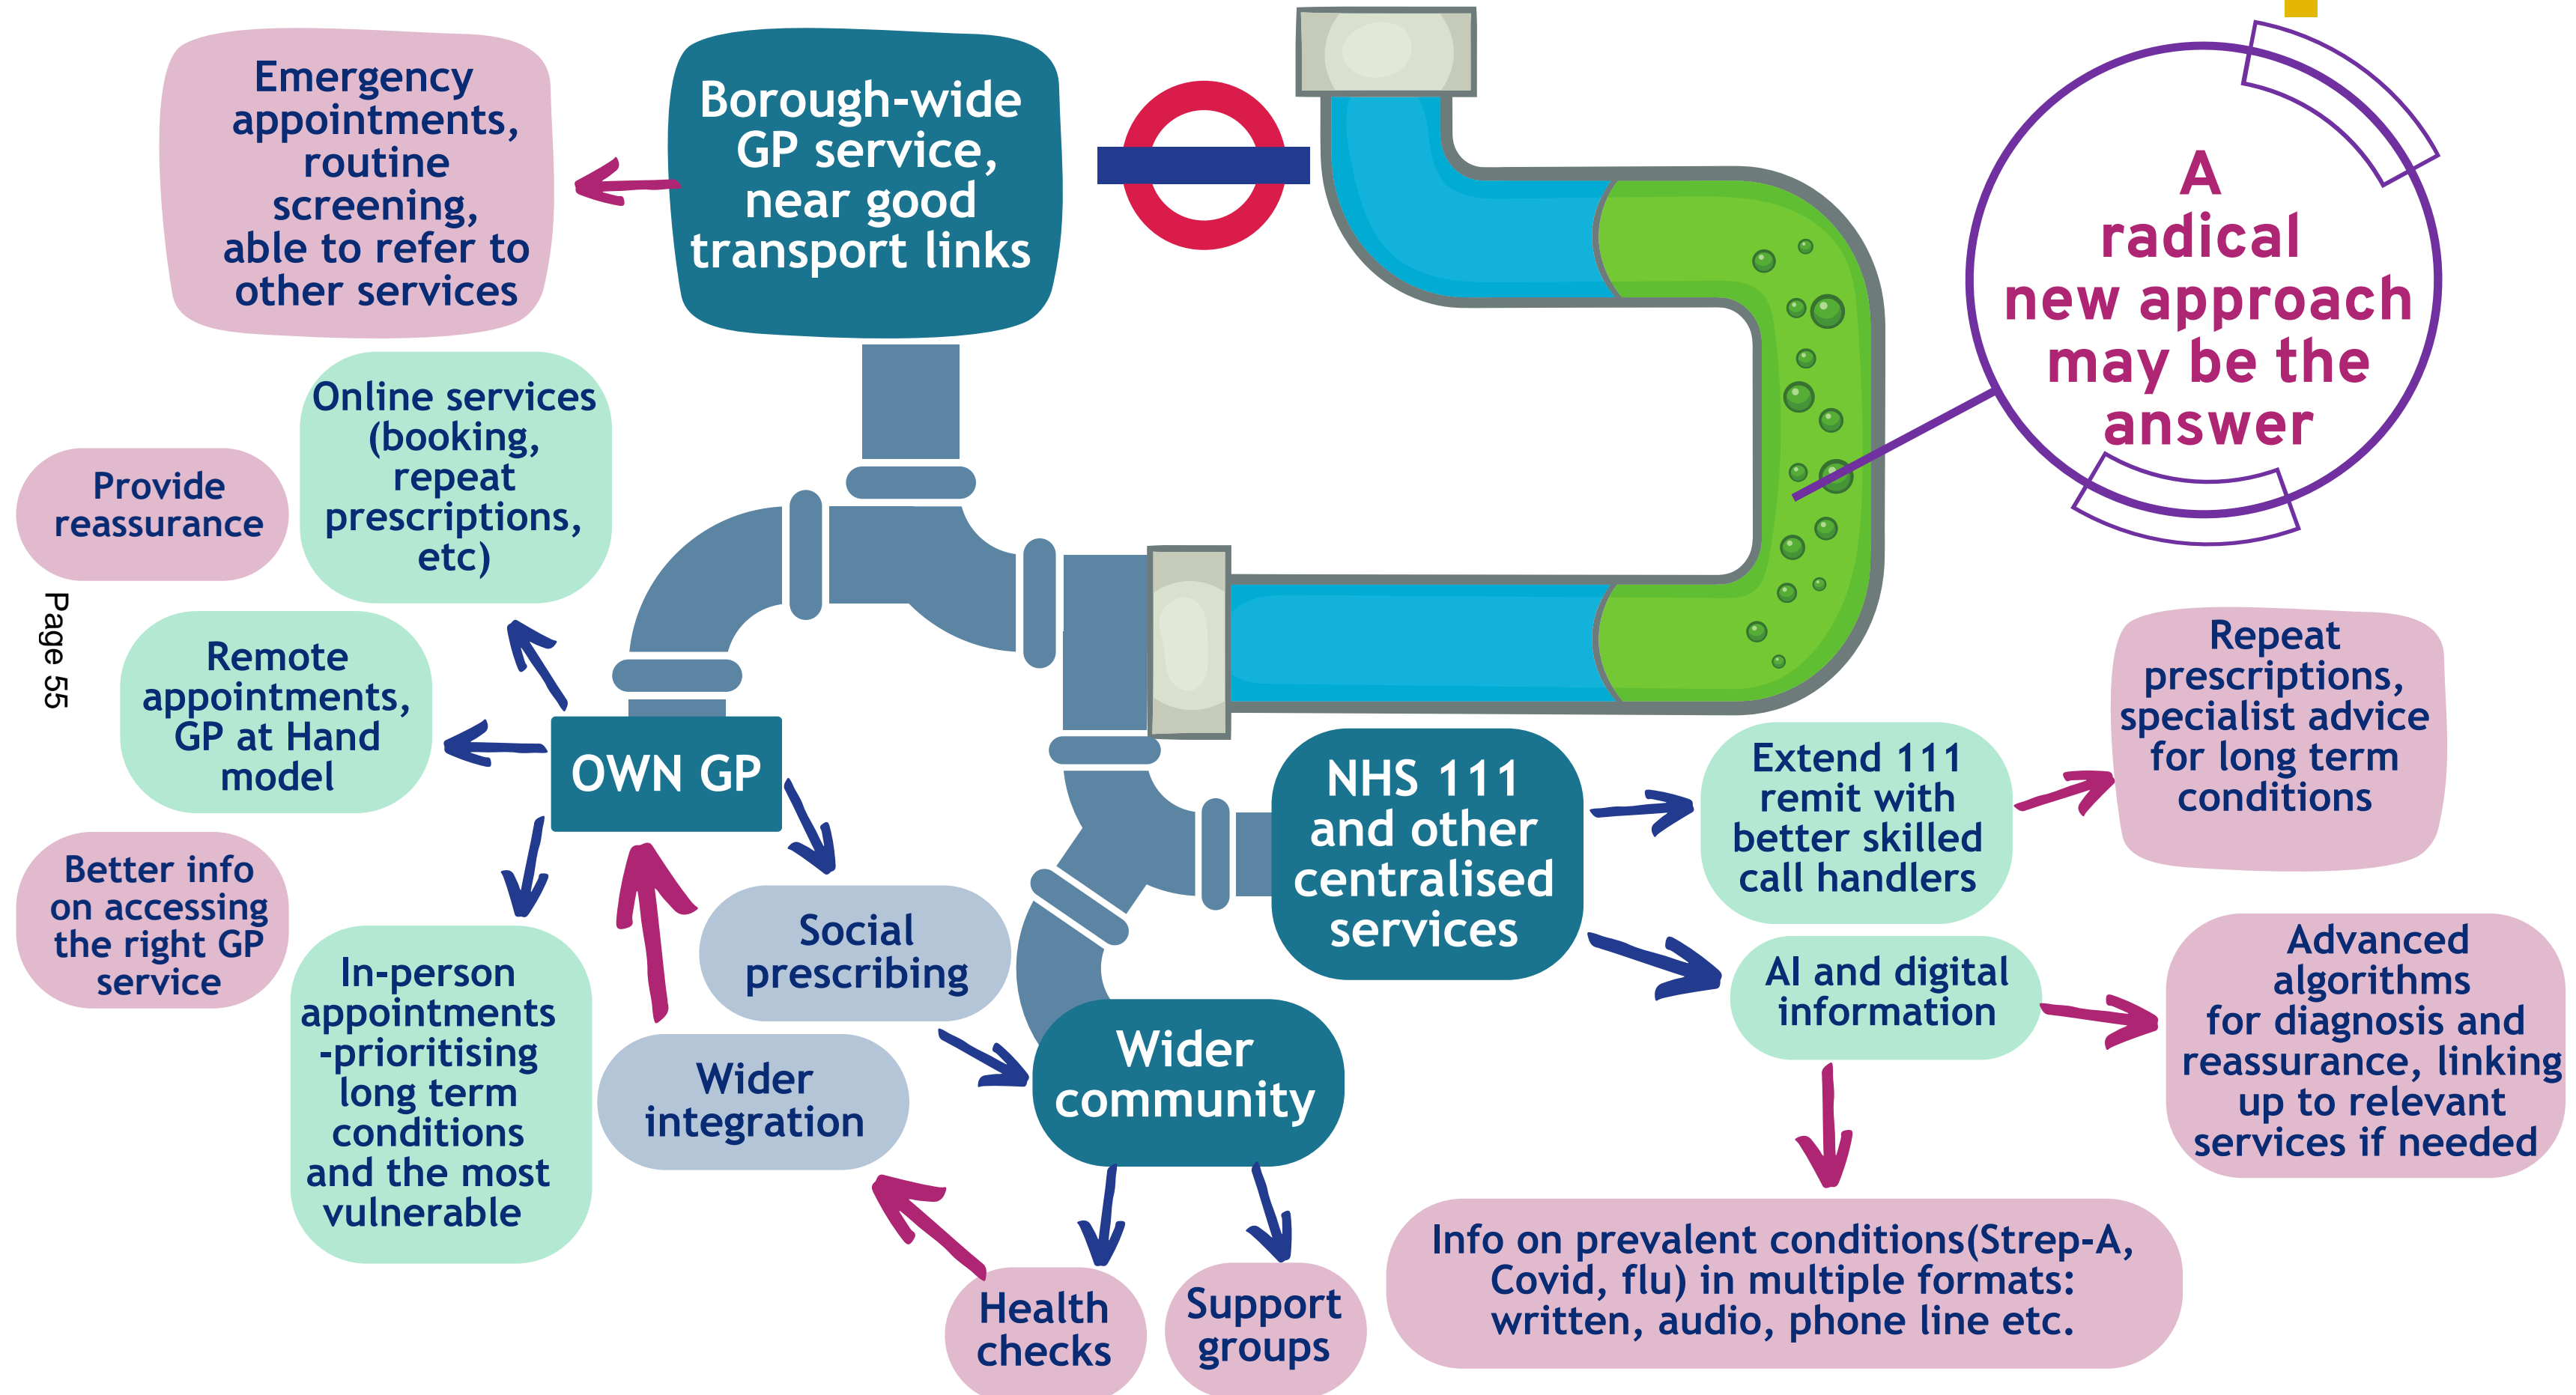 Emergency
appointments,
routine
screening,
able to refer to
other services
Borough-wide
GP service,
near good
transport links
A
radical
new approach
may be the
answer
Online services
(booking,
repeat
prescriptions,
etc)
Provide
reassurance
Page 55
Remote
appointments,
GP at Hand
model
OWN GP
Better info
on accessing
the right GP
service
In-person
appointments
-prioritising
long term
conditions
and the most
vulnerable
Social
prescribing
Wider
integration
Wider
community
Health
checks
Support
groups
NHS 111
and other
centralised
services
Extend 111
remit with
better skilled
call handlers
Repeat
prescriptions,
specialist advice
for long term
conditions
AI and digital
information
Advanced
algorithms
for diagnosis and
reassurance, linking
up to relevant
services if needed
Info on prevalent conditions(Strep-A,
Covid, flu) in multiple formats:
written, audio, phone line etc.